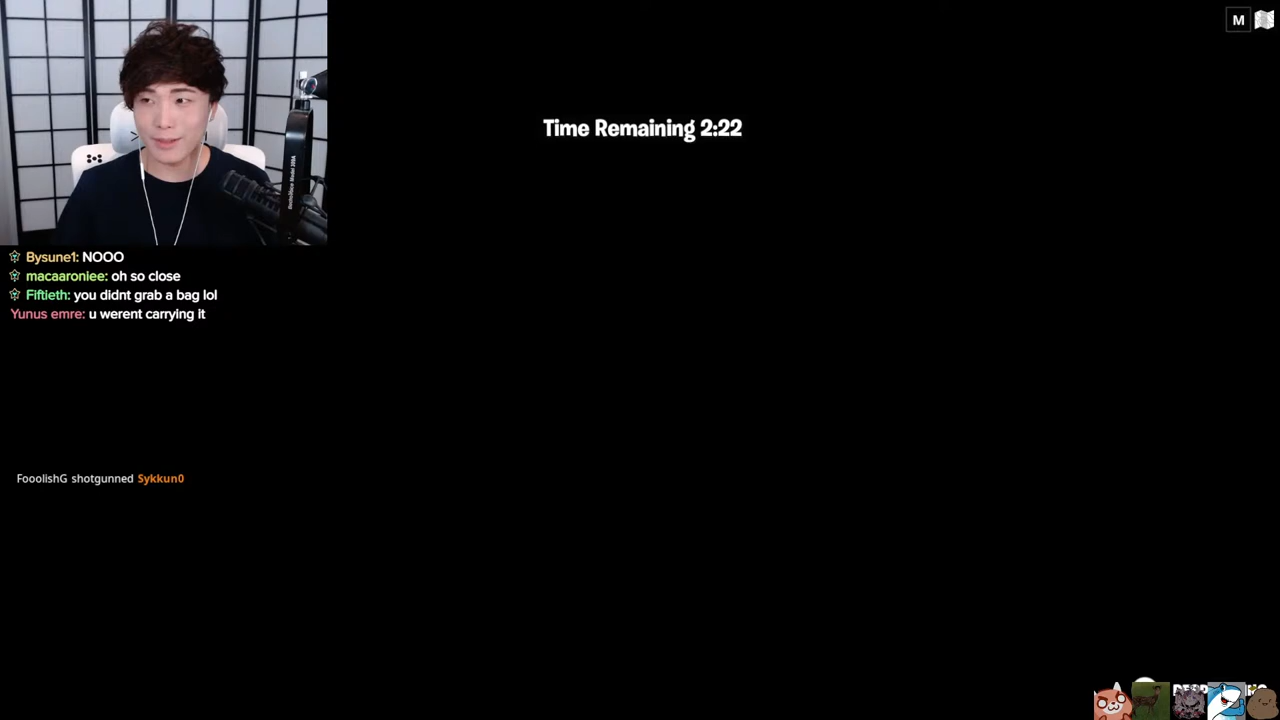 M
Time Remaining 2:22
Bysune1: NOOO
macaaroniee: oh so close
Fiftieth: you didnt grab a bag lol
Yunus emre: u werent carrying it
FooolishG shotgunned Sykkun0